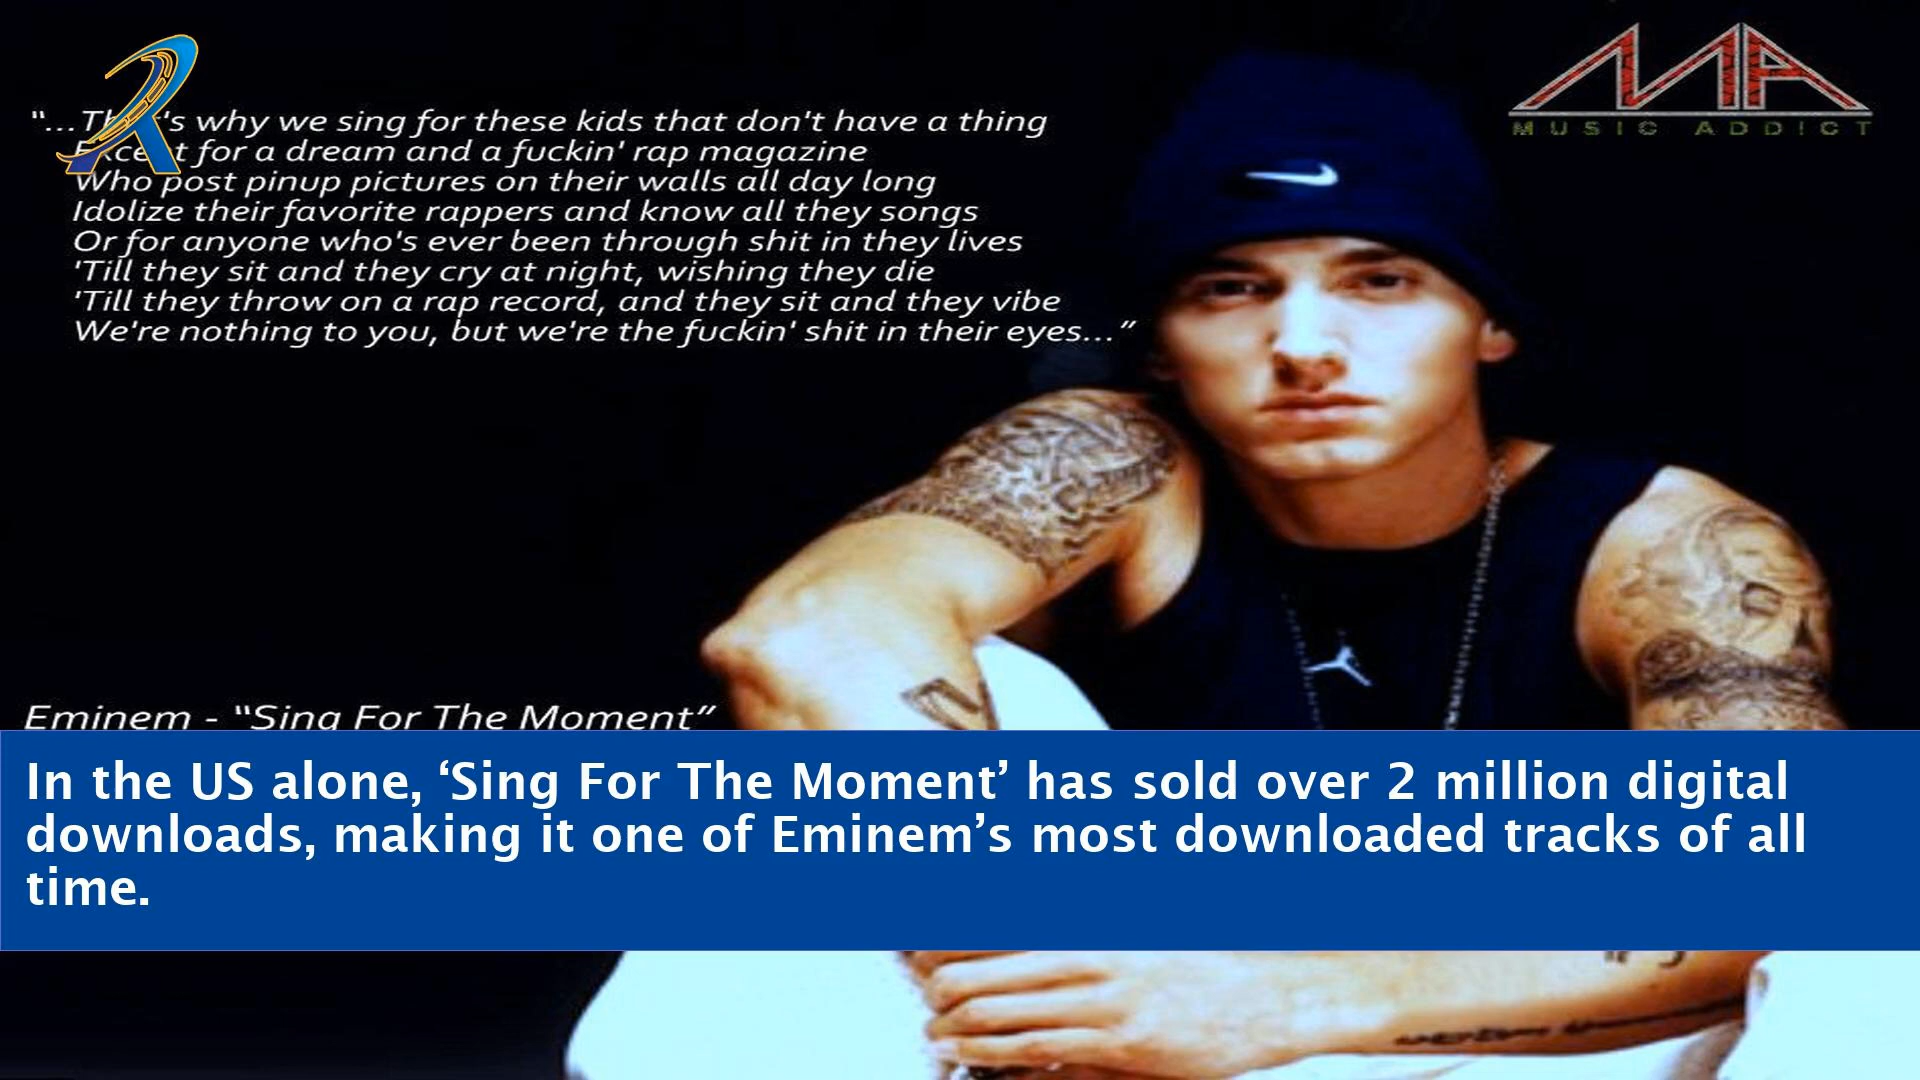 MUSIC ADDICT
"...That's why we sing for these kids that don't have a thing
Except for a dream and a fuckin' rap magazine
Who post pinup pictures on their walls all day long
Idolize their favorite rappers and know all they songs
Or for anyone who's ever been through shit in they lives
'Till they sit and they cry at night, wishing they die
'Till they throw on a rap record, and they sit and they vibe
We're nothing to you, but we're the fuckin' shit in their eyes..."
Eminem - "Sing For The Moment"
In the US alone, ‘Sing For The Moment’ has sold over 2 million digital
downloads, making it one of Eminem’s most downloaded tracks of all
time.